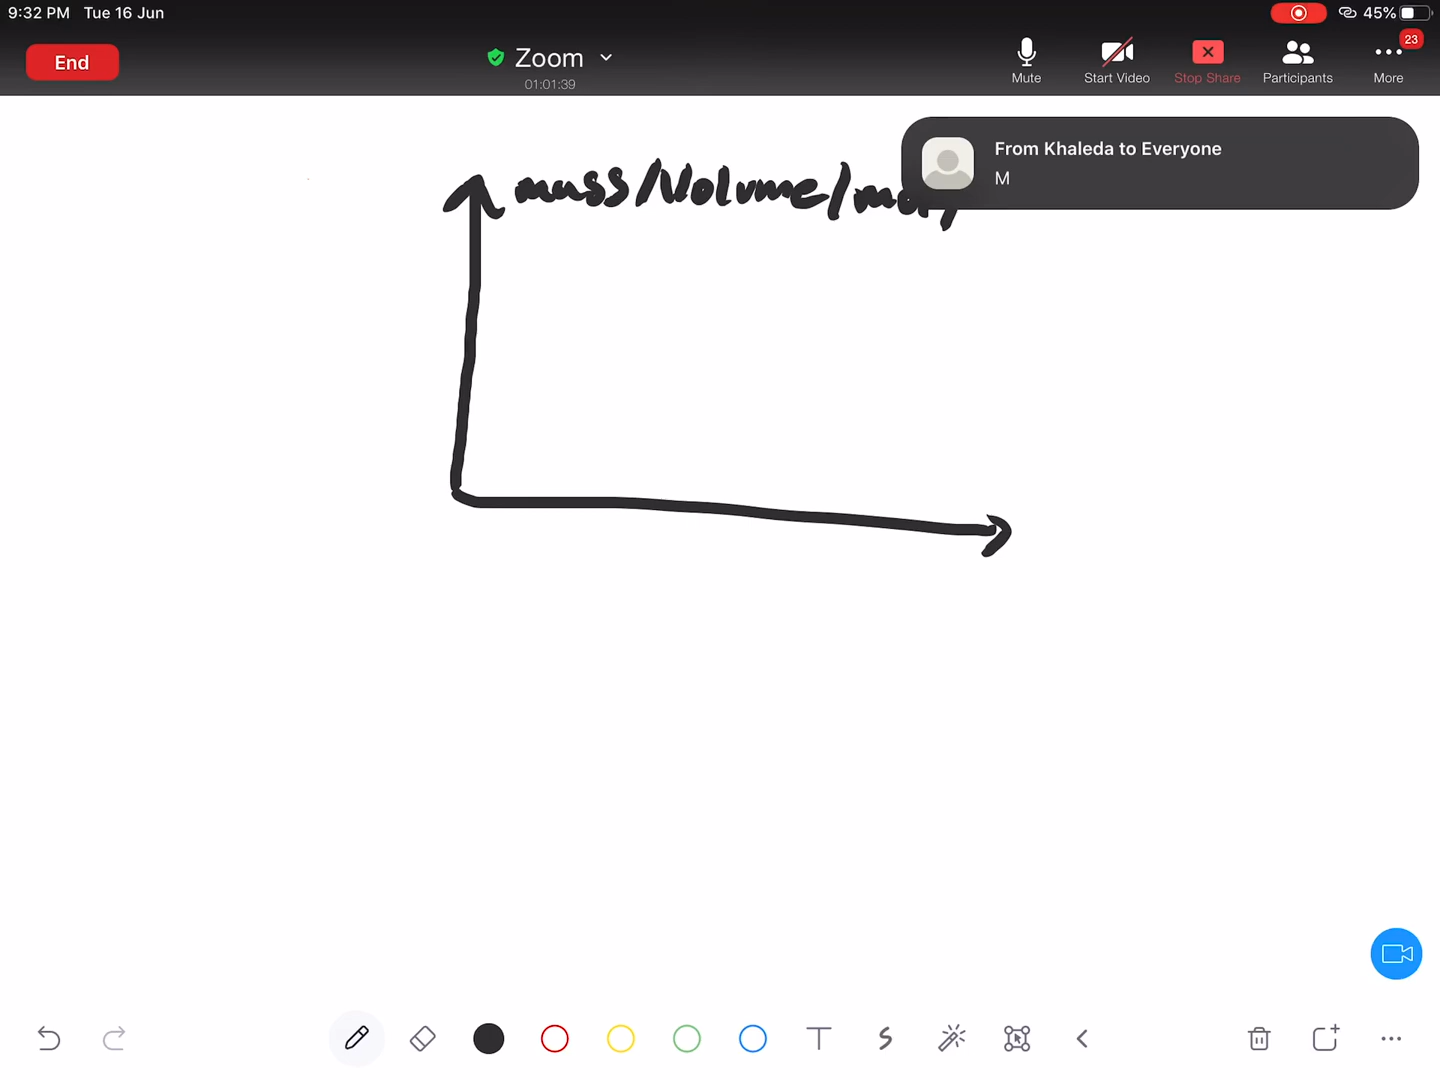 9:32 PM Tue 16 Jun
45%
End
Zoom
01:01:39
Mute
Start Video
Stop Share
Participants
23
More
From Khaleda to Everyone
M
mass/Volume/
T